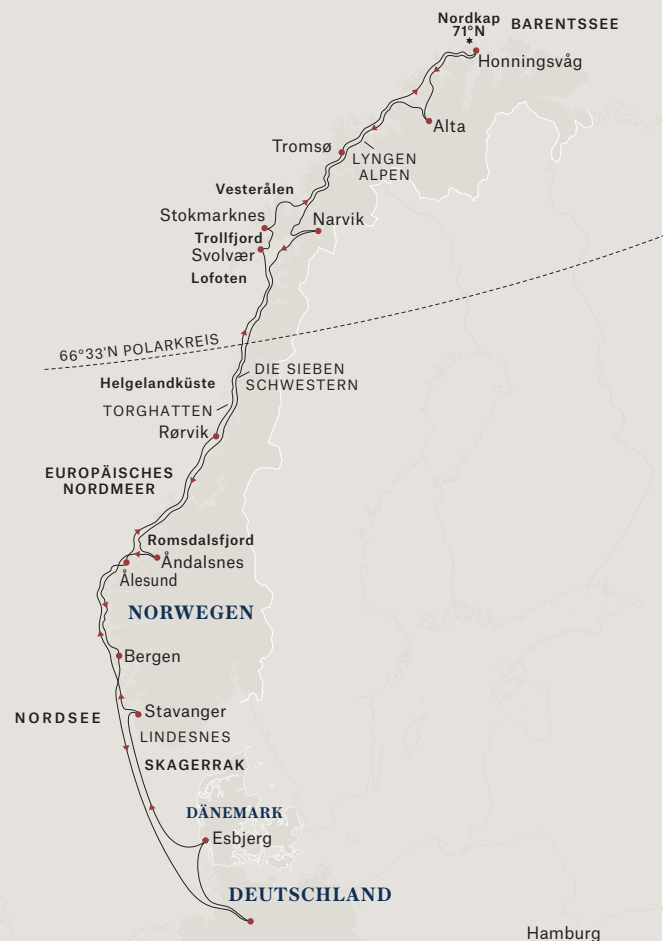 Nordkap
71°N
BARENTSSEE
Honningsvåg
Alta
Tromsø
LYNGEN
ALPEN
Vesterålen
Stokmarknes
Narvik
Trollfjord
Svolvær
Lofoten
66°33'N POLARKREIS
DIE SIEBEN
SCHWESTERN
Helgelandküste
TORGHATTEN
Rørvik
EUROPÄISCHES
NORDMEER
Romsdalsfjord
Åndalsnes
Ålesund
NORWEGEN
Bergen
NORDSEE
Stavanger
LINDESNES
SKAGERRAK
DÄNEMARK
Esbjerg
DEUTSCHLAND
Hamburg